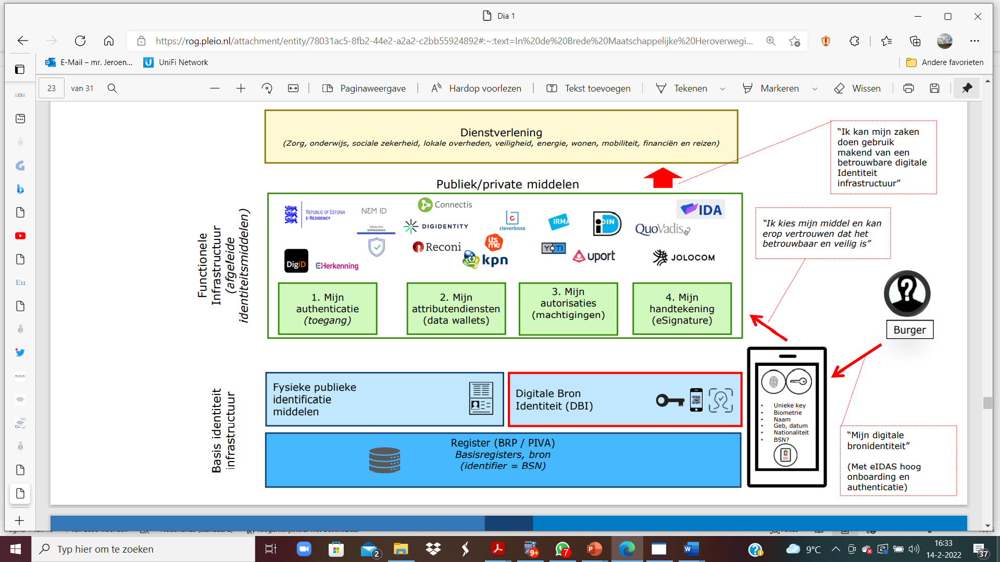 Dia 1
https://rog.pleio.nl/attachment/entity/78031ac5-8fb2-44e2-a2a2-c2bb55924892#:~:text=In%20de%20Brede%20Maatschappelijke%20Heroverwegi...
E-Mail – mr. Jeroen...
UniFi Network
Andere favorieten
23
van 31
Paginaweergave
Hardop voorlezen
Tekst toevoegen
Tekenen
Markeren
Wissen
Dienstverlening
(Zorg, onderwijs, sociale zekerheid, lokale overheden, veiligheid, energie, wonen, mobiliteit, financiën en reizen)
"Ik kan mijn zaken
doen gebruik
makend van een
betrouwbare digitale
Identiteit
infrastructuur"
Publiek/private middelen
Functionele
Infrastructuur
(afgeleide
identiteitsmiddelen)
REPUBLIC OF ESTONIA
E-RESIDENCY
NEM ID
Connectis
ATRIBUTOS
EMPRESARIALES
DIGIDENTITY
cleverbase
IRMA
iDIN
IDA
QuoVadis
DigiD
EHerkenning
Reconi
itsme
kpn
YOTI
uport
JOLOCOM
"Ik kies mijn middel en kan
erop vertrouwen dat het
betrouwbaar en veilig is"
1. Mijn
authenticatie
(toegang)
2. Mijn
attributendiensten
(data wallets)
3. Mijn
autorisaties
(machtigingen)
4. Mijn
handtekening
(eSignature)
Burger
Basis identiteit
infrastructuur
Fysieke publieke
identificatie
middelen
Digitale Bron
Identiteit (DBI)
Register (BRP / PIVA)
Basisregisters, bron
(identifier = BSN)
• Unieke key
• Biometrie
• Naam
• Geb, datum
• Nationaliteit
• BSN?
"Mijn digitale
bronidentiteit"
(Met eIDAS hoog
onboarding en
authenticatie)
Typ hier om te zoeken
2
9+
7
9°C
16:33
14-2-2022
37